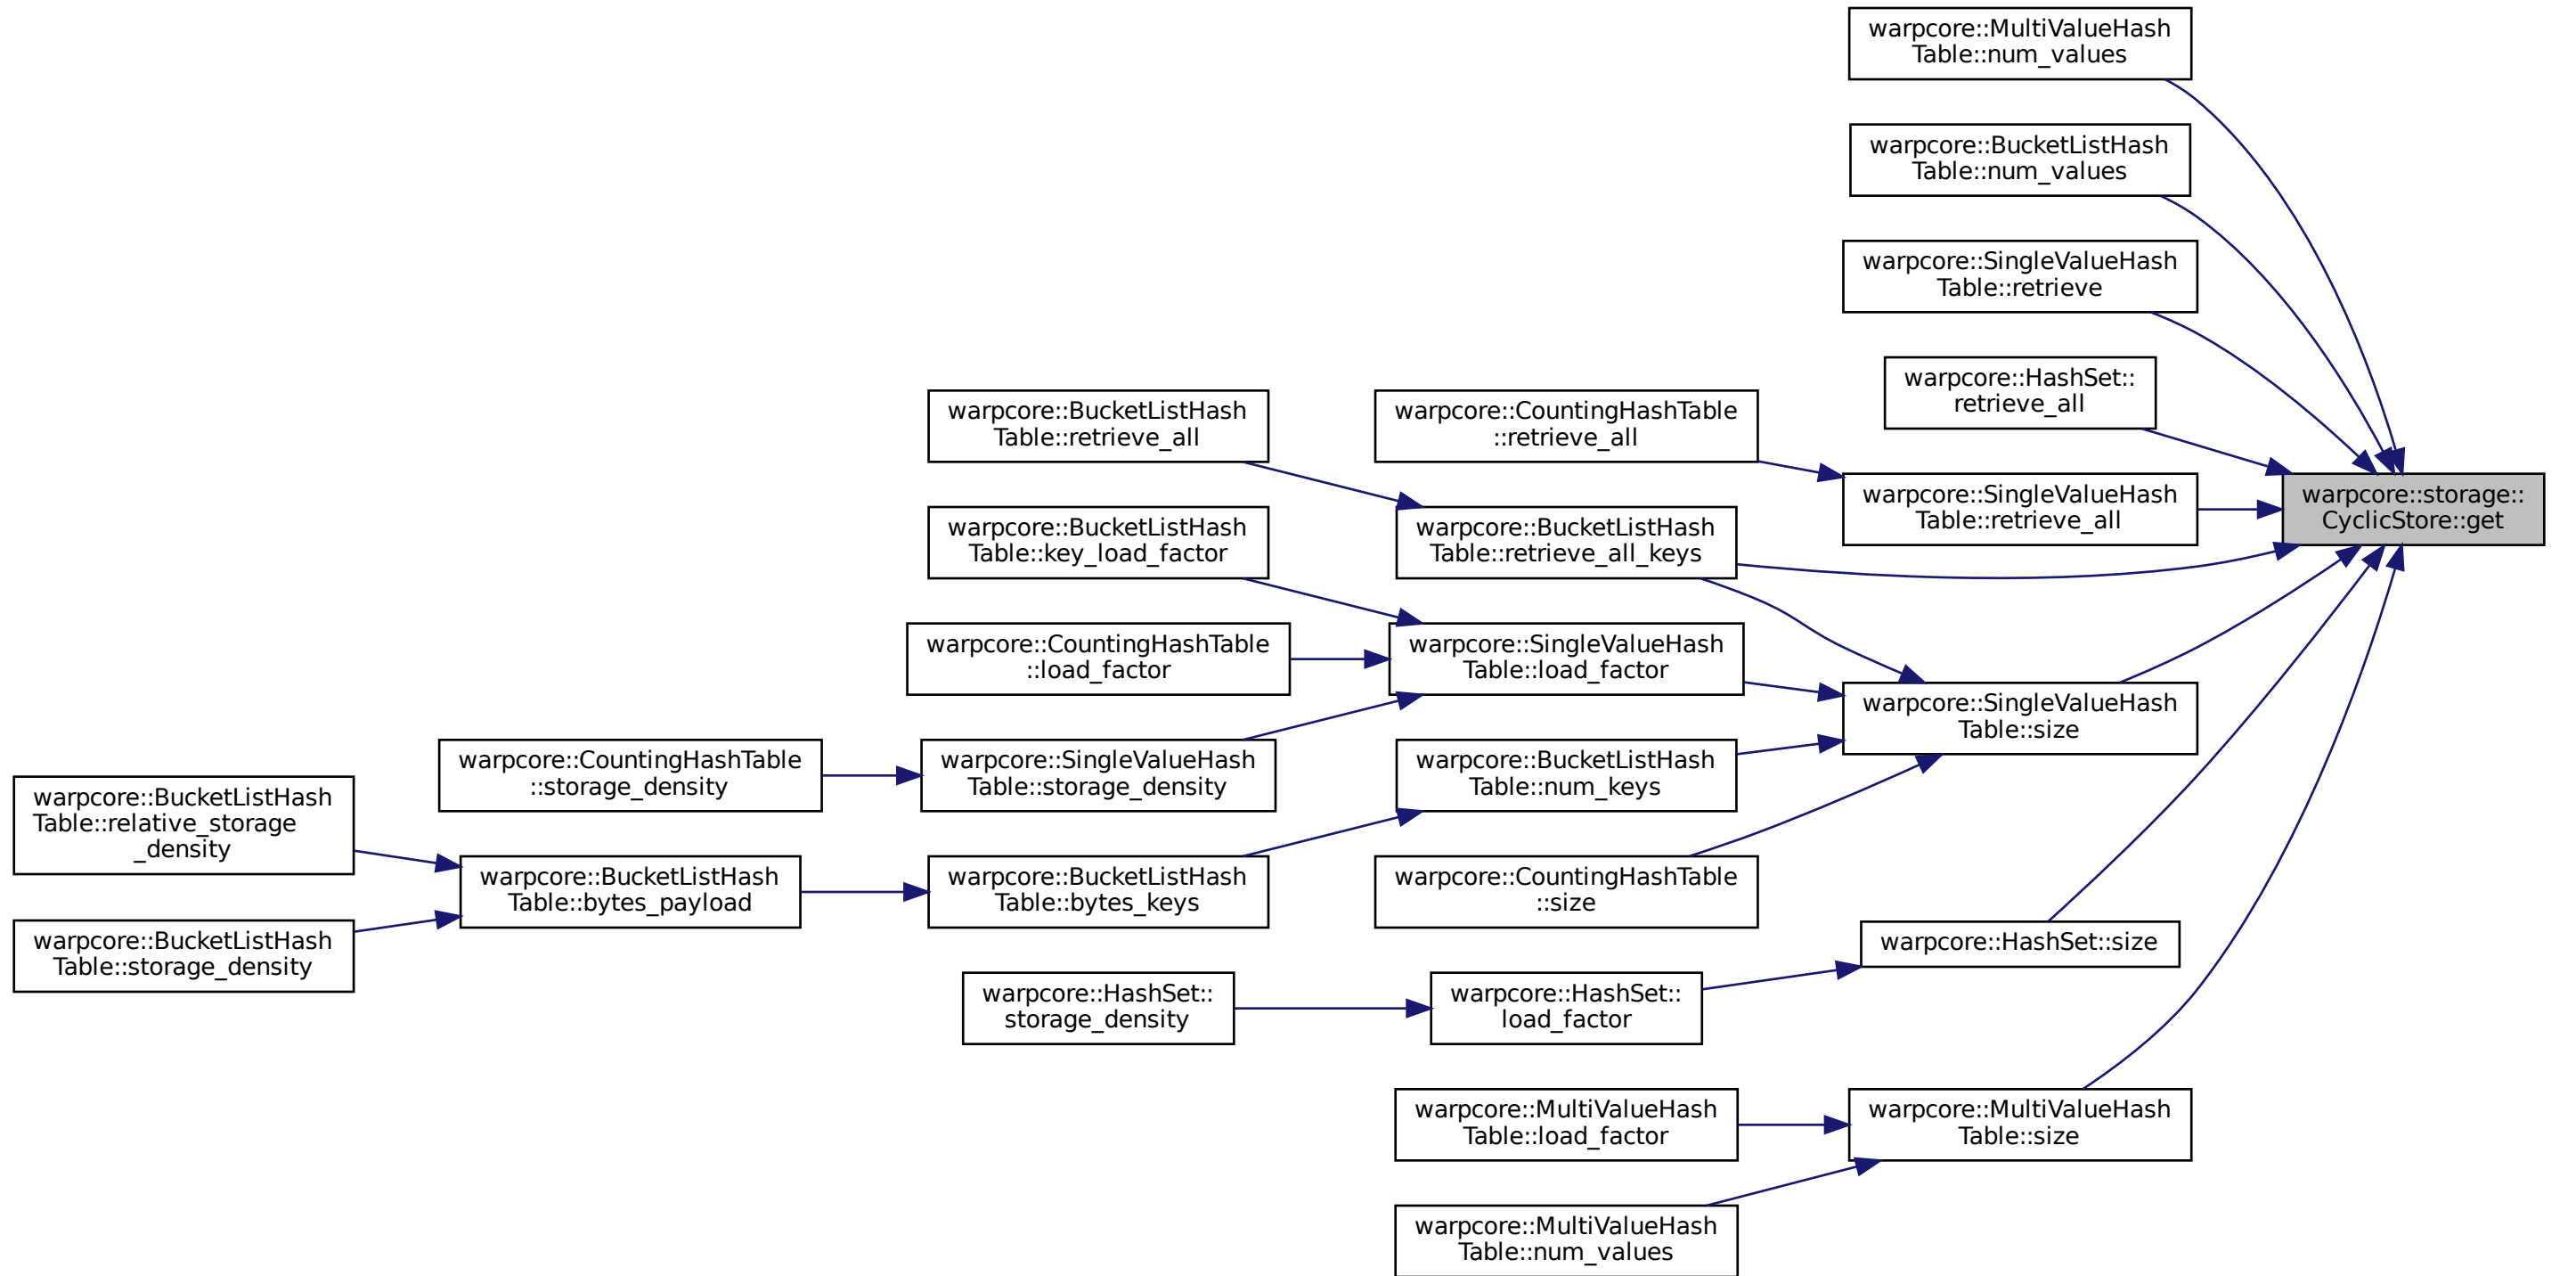 warpcore::MultiValueHash
Table::num_values
warpcore::BucketListHash
Table::num_values
warpcore::SingleValueHash
Table::retrieve
warpcore::HashSet::
retrieve_all
warpcore::BucketListHash
Table::retrieve_all
warpcore::CountingHashTable
::retrieve_all
warpcore::SingleValueHash
Table::retrieve_all
warpcore::storage::
CyclicStore::get
warpcore::BucketListHash
Table::key_load_factor
warpcore::BucketListHash
Table::retrieve_all_keys
warpcore::CountingHashTable
::load_factor
warpcore::SingleValueHash
Table::load_factor
warpcore::SingleValueHash
Table::size
warpcore::CountingHashTable
::storage_density
warpcore::SingleValueHash
Table::storage_density
warpcore::BucketListHash
Table::num_keys
warpcore::BucketListHash
Table::relative_storage
_density
warpcore::BucketListHash
Table::bytes_payload
warpcore::BucketListHash
Table::bytes_keys
warpcore::CountingHashTable
::size
warpcore::BucketListHash
Table::storage_density
warpcore::HashSet::size
warpcore::HashSet::
storage_density
warpcore::HashSet::
load_factor
warpcore::MultiValueHash
Table::load_factor
warpcore::MultiValueHash
Table::size
warpcore::MultiValueHash
Table::num_values